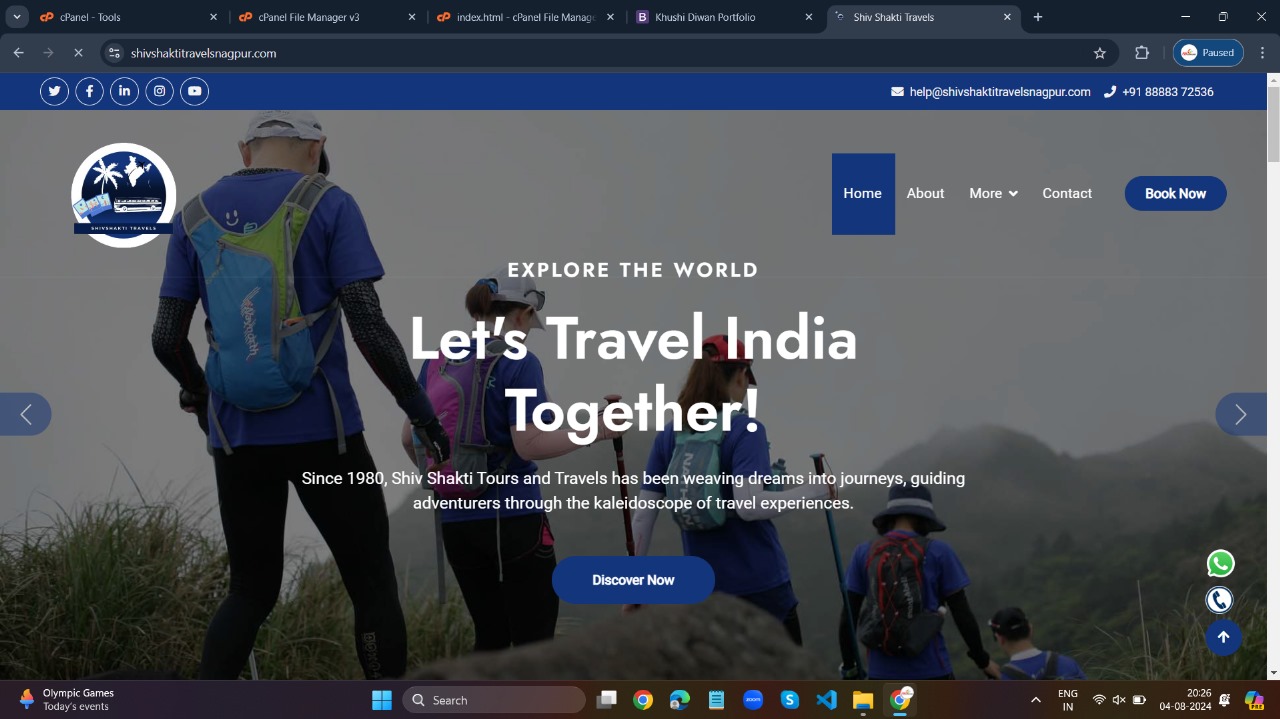 cPanel - Tools
cPanel File Manager v3
index.html - cPanel File Manage
Khushi Diwan Portfolio
Shiv Shakti Travels
shivshaktitravelsnagpur.com
Paused
help@shivshaktitravelsnagpur.com
+91 88883 72536
SHIVSHAKTI TRAVELS
Home
About
More
Contact
Book Now
EXPLORE THE WORLD
Let's Travel India
Together!
Since 1980, Shiv Shakti Tours and Travels has been weaving dreams into journeys, guiding
adventurers through the kaleidoscope of travel experiences.
Discover Now
Olympic Games
Today's events
Search
zoom
ENG
IN
20:26
04-08-2024